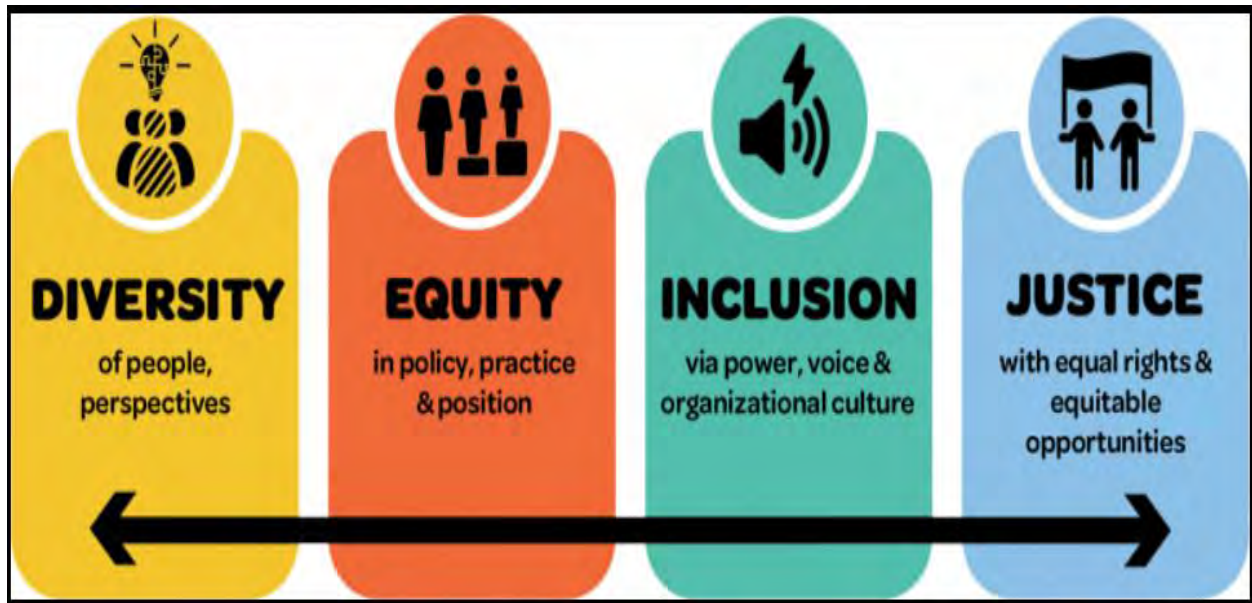 DIVERSITY
of people,
perspectives
EQUITY
in policy, practice
& position
INCLUSION
via power, voice &
organizational culture
JUSTICE
with equal rights &
equitable
opportunities